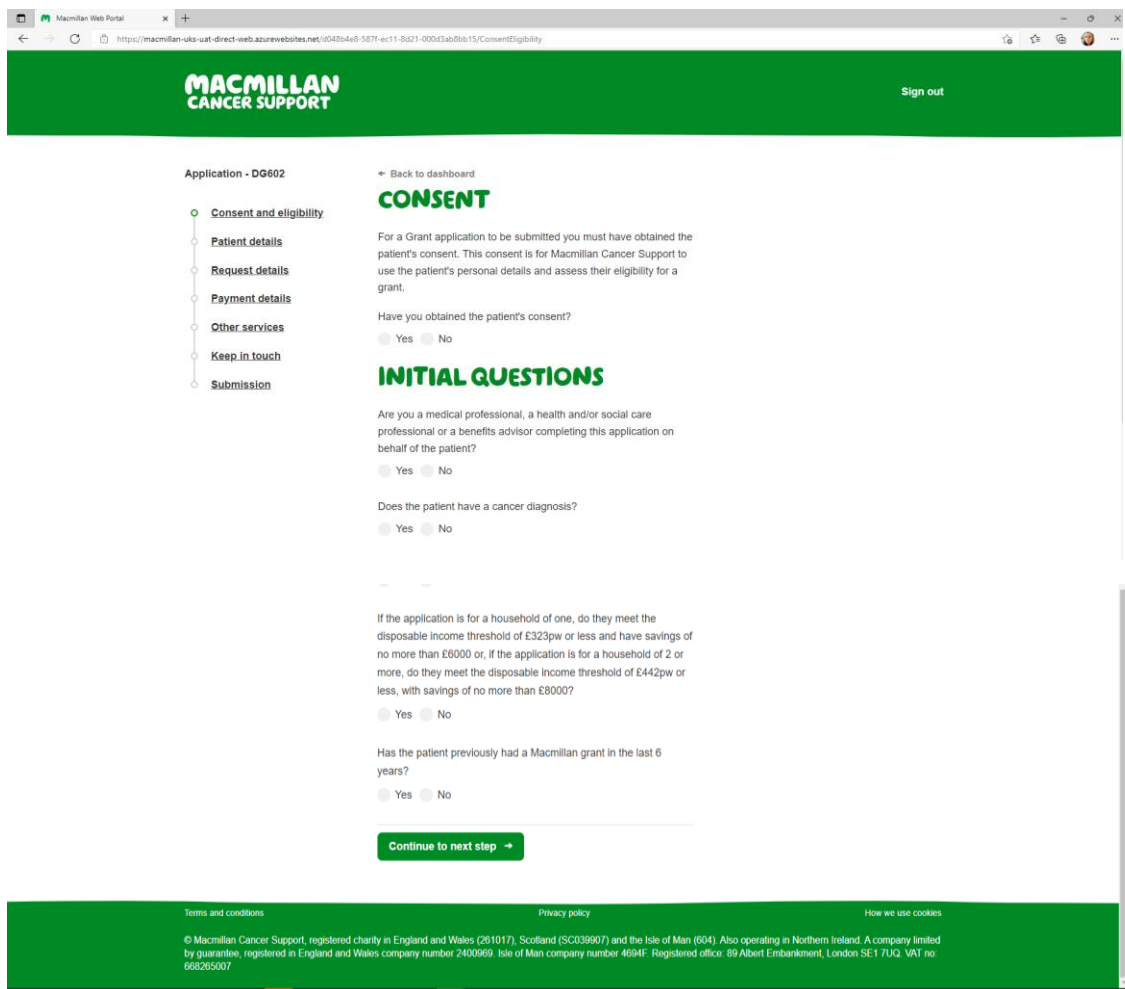 Macmillan Web Portal
https://macmillan-uks-uat-direct-web.azurewebsites.net/d048b4e8-587f-ec11-8d21-000d3ab8bb15/ConsentEligibility
MACMILLAN
CANCER SUPPORT
Sign out
Application - DG602
Consent and eligibility
Patient details
Request details
Payment details
Other services
Keep in touch
Submission
Back to dashboard
CONSENT
For a Grant application to be submitted you must have obtained the
patient's consent. This consent is for Macmillan Cancer Support to
use the patient's personal details and assess their eligibility for a
grant.
Have you obtained the patient's consent?
Yes No
INITIAL QUESTIONS
Are you a medical professional, a health and/or social care
professional or a benefits advisor completing this application on
behalf of the patient?
Yes No
Does the patient have a cancer diagnosis?
Yes No
If the application is for a household of one, do they meet the
disposable income threshold of £323pw or less and have savings of
no more than £6000 or, if the application is for a household of 2 or
more, do they meet the disposable income threshold of £442pw or
less, with savings of no more than £8000?
Yes No
Has the patient previously had a Macmillan grant in the last 6
years?
Yes No
Continue to next step →
Terms and conditions
Privacy policy
How we use cookies
© Macmillan Cancer Support, registered charity in England and Wales (261017), Scotland (SC039907) and the Isle of Man (604). Also operating in Northern Ireland. A company limited
by guarantee, registered in England and Wales company number 2400969. Isle of Man company number 4694F. Registered office: 89 Albert Embankment, London SE1 7UQ. VAT no:
668265007